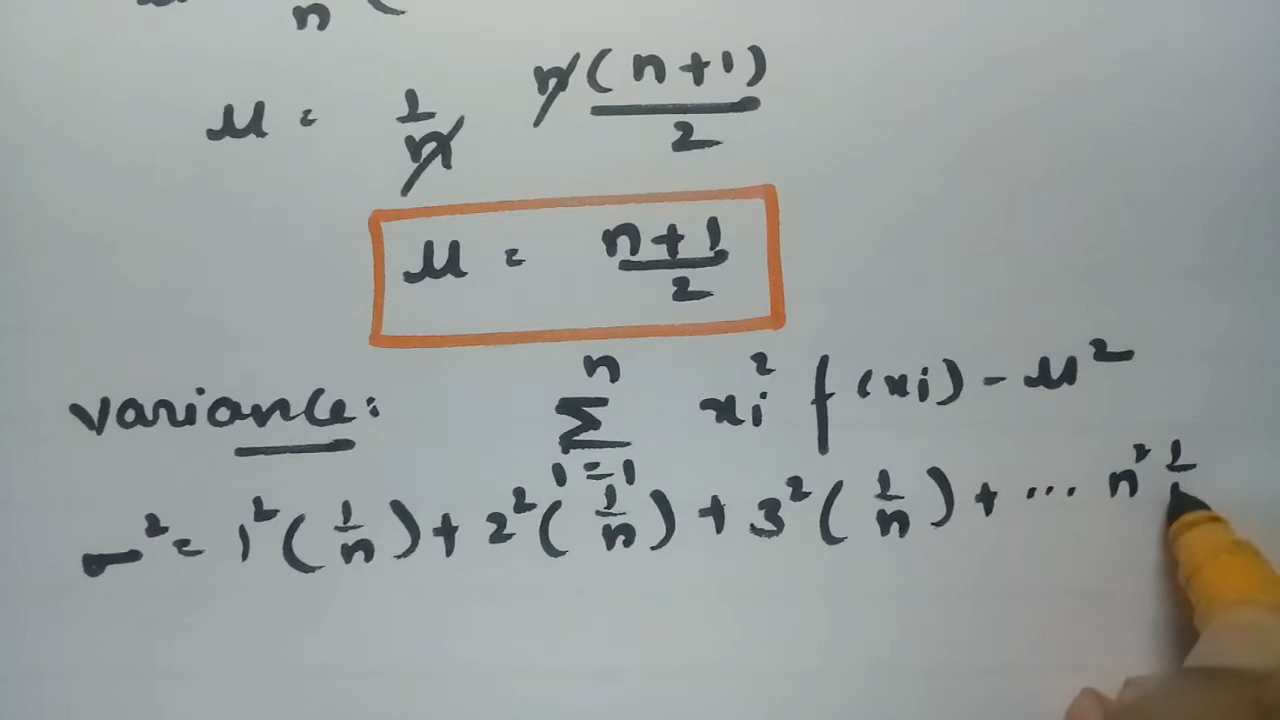 n (
μ = 1/n n(n+1)/2
μ = n+1/2
variance: n Σ i=1 xi² f(xi) - μ²
σ² = 1²(1/n) + 2²(1/n) + 3²(1/n) + ... n² 1